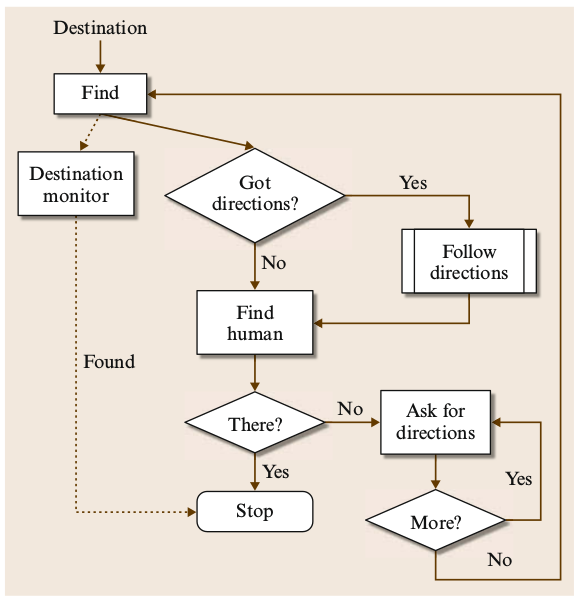 Destination
Find
Destination
monitor
Got
directions?
Yes
Follow
directions
No
Find
human
Found
There?
No
Ask for
directions
Yes
Yes
Stop
More?
No